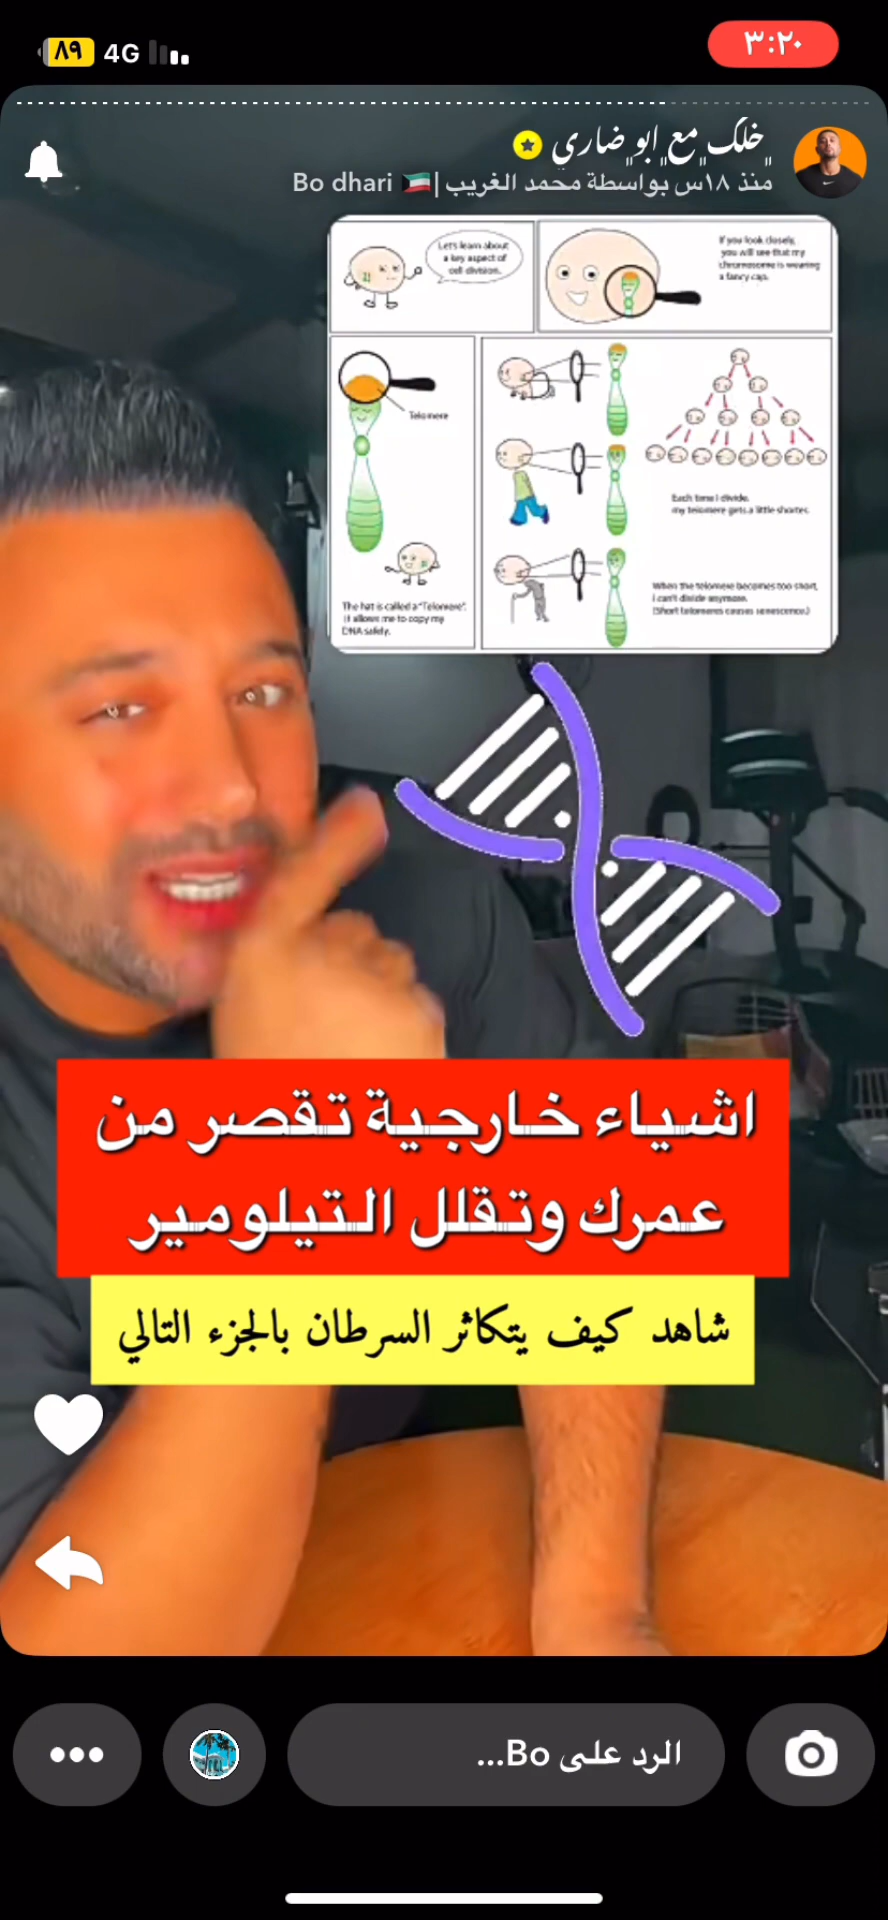 ٨٩ 4G
٣:٢٠
خلك مع ابو ضاري
منذ ١٨س بواسطة محمد الغريب | Bo dhari
Let's learn about
a key aspect of
cell division.
If you look closely,
you will see that my
chromosome is wearing
a fancy cap.
Telomere
The hat is called a "Telomere".
It allows me to copy my
DNA safely.
Each time I divide,
my telomere gets a little shorter.
When the telomere becomes too short,
I can't divide anymore.
(Short telomeres causes senescence.)
اشياء خارجية تقصر من
عمرك وتقلل التيلومير
شاهد كيف يتكاثر السرطان بالجزء التالي
الرد على Bo...